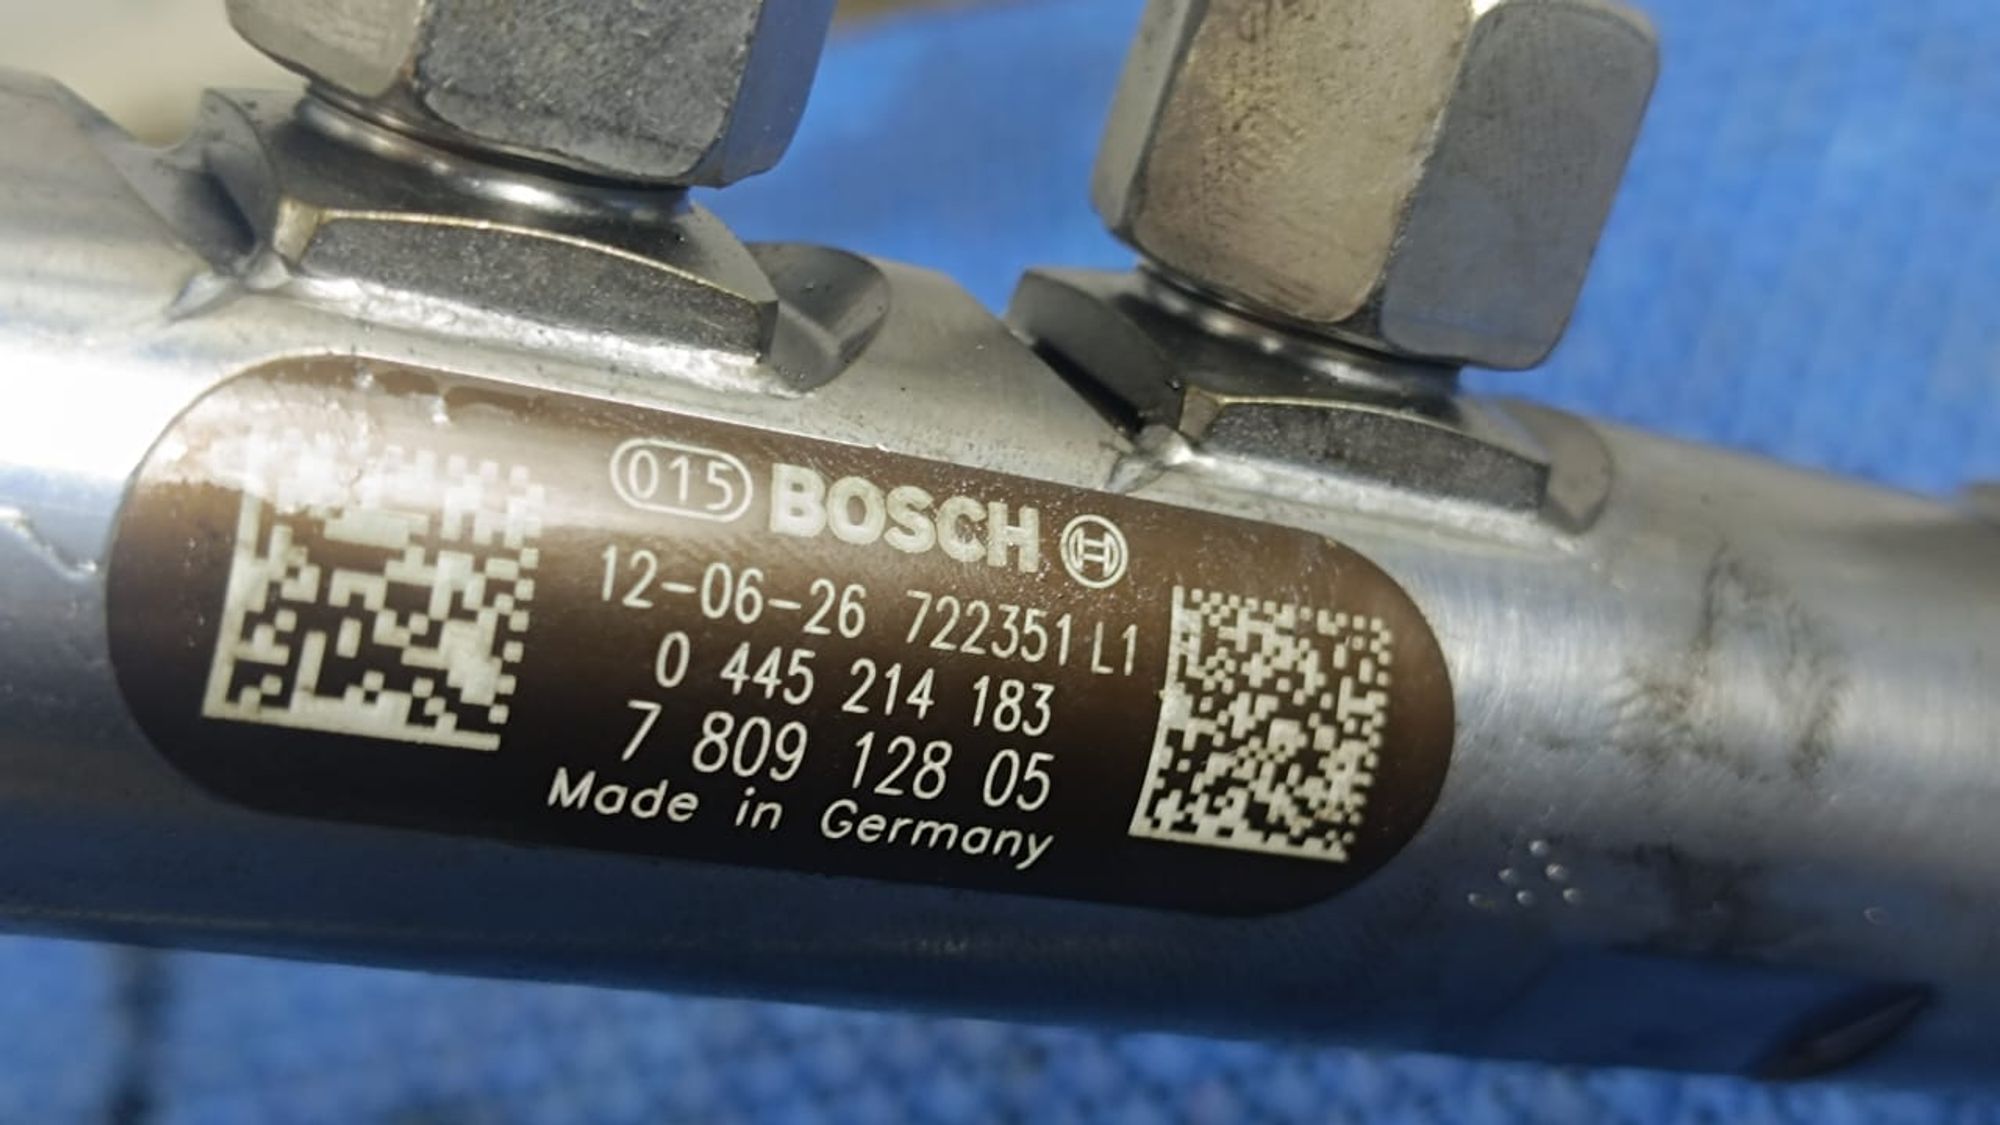 015 BOSCH
12-06-26 722351 L1
0 445 214 183
7 809 128 05
Made in Germany